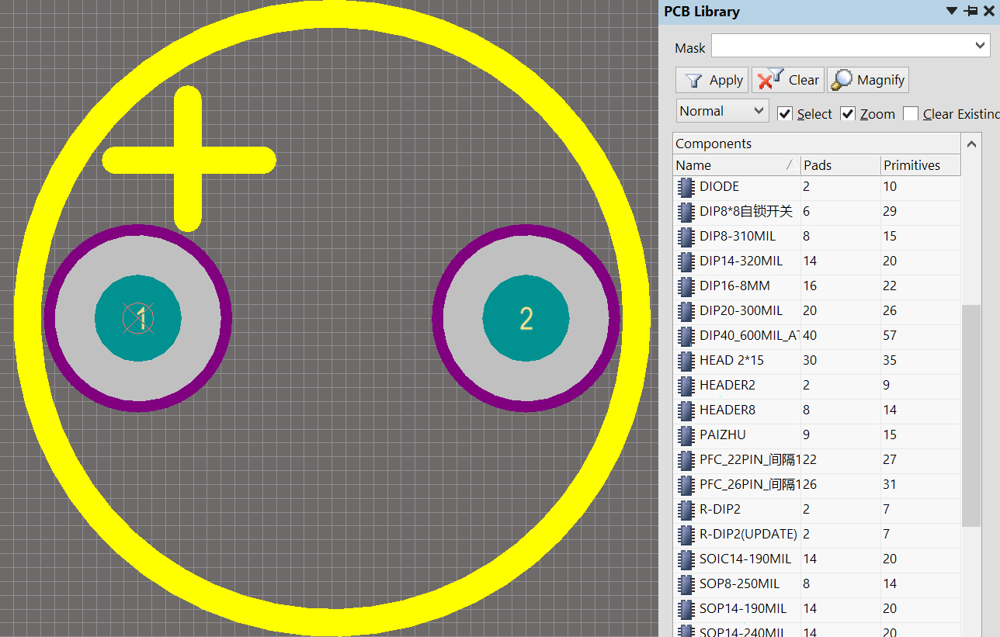 PCB Library
Mask
Apply Clear Magnify
Normal Select Zoom Clear Existing
Components
Name Pads Primitives
DIODE 2 10
DIP8*8自锁开关 6 29
DIP8-310MIL 8 15
DIP14-320MIL 14 20
DIP16-8MM 16 22
DIP20-300MIL 20 26
DIP40_600MIL_AT 40 57
HEAD 2*15 30 35
HEADER2 2 9
HEADER8 8 14
PAIZHU 9 15
PFC_22PIN_间隔1 22 27
PFC_26PIN_间隔1 26 31
R-DIP2 2 7
R-DIP2(UPDATE) 2 7
SOIC14-190MIL 14 20
SOP8-250MIL 8 14
SOP14-190MIL 14 20
SOP14-240MIL 14 20
1 2